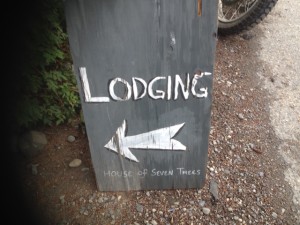 LODGING
HOUSE OF SEVEN TREES